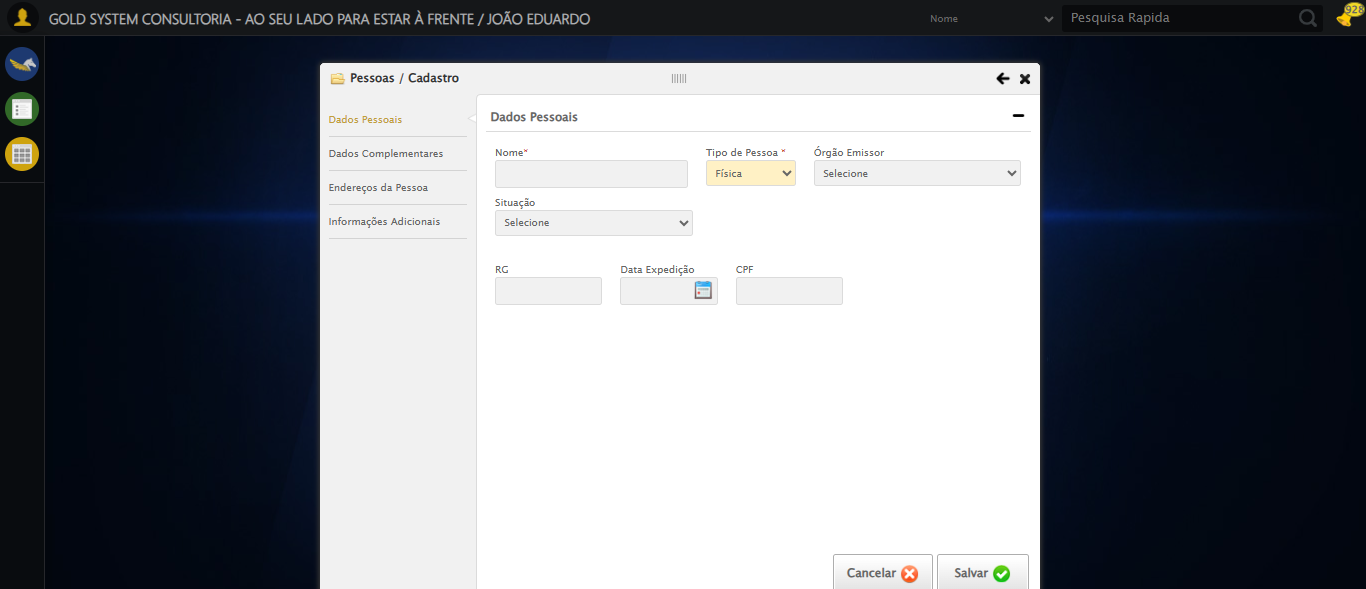 GOLD SYSTEM CONSULTORIA - AO SEU LADO PARA ESTAR À FRENTE / JOÃO EDUARDO
Nome
Pesquisa Rapida
928
Pessoas / Cadastro
Dados Pessoais
Dados Complementares
Endereços da Pessoa
Informações Adicionais
Dados Pessoais
Nome*
Tipo de Pessoa *
Órgão Emissor
Física
Selecione
Situação
Selecione
RG
Data Expedição
CPF
Cancelar
Salvar